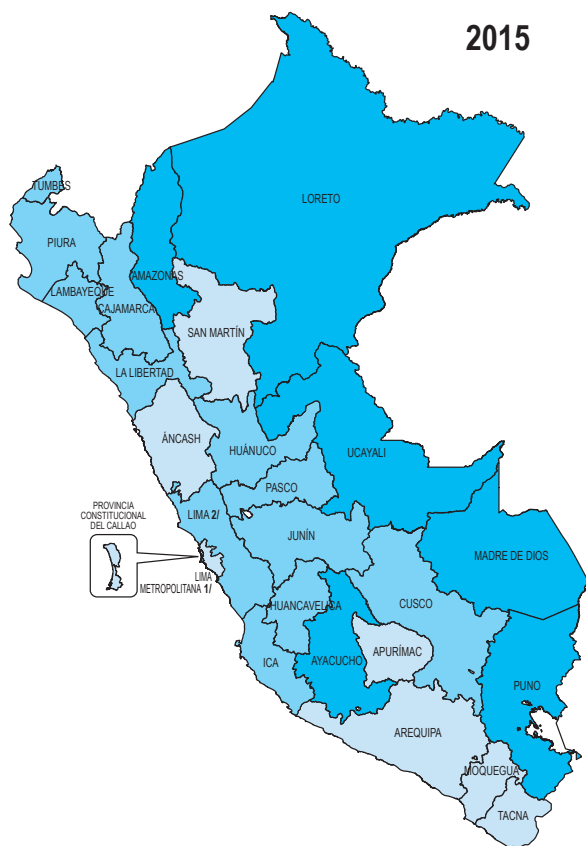 2015
LORETO
TUMBES
PIURA
AMAZONAS
LAMBAYEQUE
CAJAMARCA
SAN MARTÍN
LA LIBERTAD
ÁNCASH
HUÁNUCO
UCAYALI
PASCO
PROVINCIA
CONSTITUCIONAL
DEL CALLAO
LIMA 2/
JUNÍN
MADRE DE DIOS
LIMA
METROPOLITANA 1/
HUANCAVELICA
CUSCO
ICA
AYACUCHO
APURÍMAC
PUNO
AREQUIPA
MOQUEGUA
TACNA